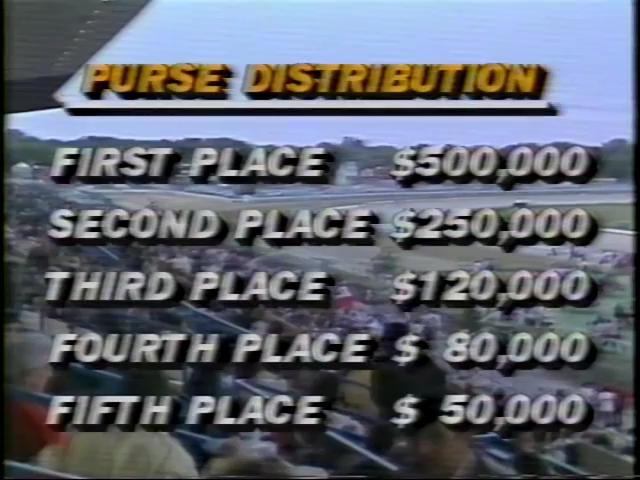 PURSE DISTRIBUTION
FIRST PLACE $500,000
SECOND PLACE $250,000
THIRD PLACE $120,000
FOURTH PLACE $ 80,000
FIFTH PLACE $ 50,000